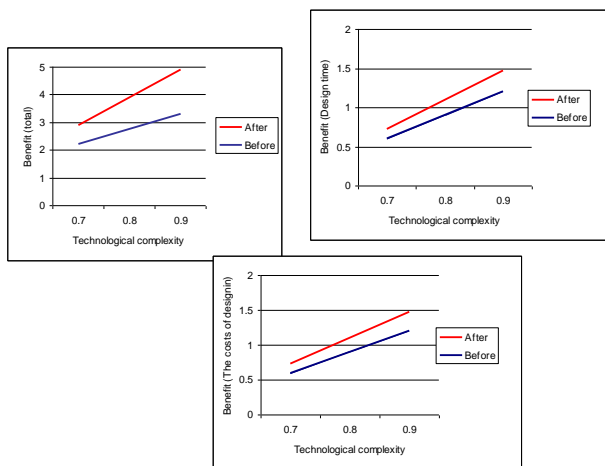 5
4
3
2
1
0
Benefit (total)
0.7 0.8 0.9
Technological complexity
After
Before
2
1.5
1
0.5
0
Benefit (Design time)
0.7 0.8 0.9
Technological complexity
After
Before
2
1.5
1
0.5
0
Benefit (The costs of designin)
0.7 0.8 0.9
Technological complexity
After
Before